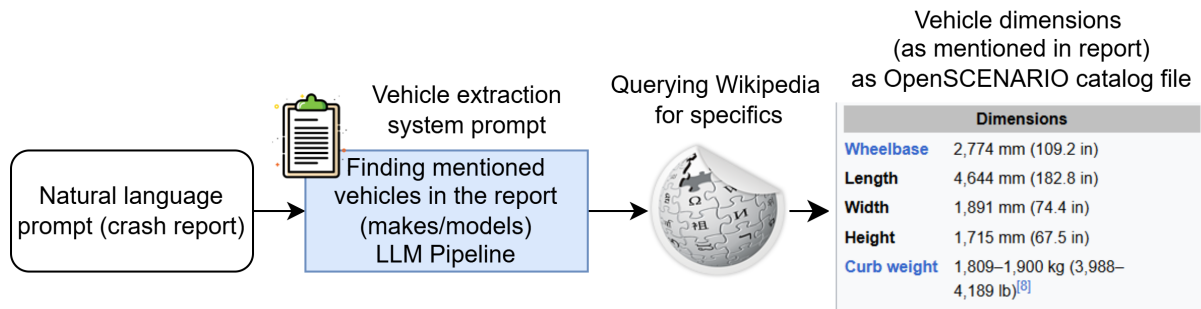 Natural language
prompt (crash report)
Vehicle extraction
system prompt
Finding mentioned
vehicles in the report
(makes/models)
LLM Pipeline
Querying Wikipedia
for specifics
Ω
И
祖
Vehicle dimensions
(as mentioned in report)
as OpenSCENARIO catalog file
Dimensions
Wheelbase 2,774 mm (109.2 in)
Length 4,644 mm (182.8 in)
Width 1,891 mm (74.4 in)
Height 1,715 mm (67.5 in)
Curb weight 1,809–1,900 kg (3,988–
4,189 lb)[8]